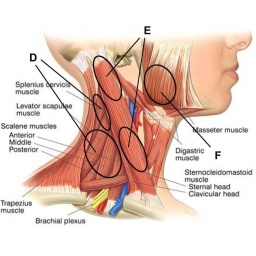 E
D
Splenius cervicis
muscle
Levator scapulae
muscle
Scalene muscles
Anterior
Middle
Posterior
Masseter muscle
Digastric
muscle
F
Sternocleidomastoid
muscle
Sternal head
Clavicular head
Trapezius
muscle
Brachial plexus